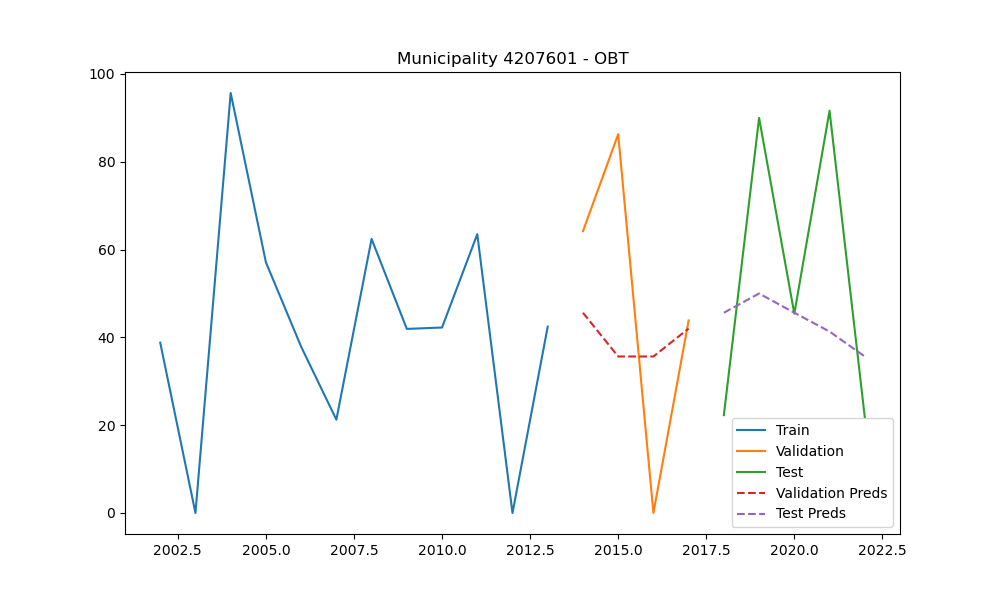 Municipality 4207601 - OBT
100
80
60
40
20
0
2002.5 2005.0 2007.5 2010.0 2012.5 2015.0 2017.5 2020.0 2022.5
Train
Validation
Test
Validation Preds
Test Preds